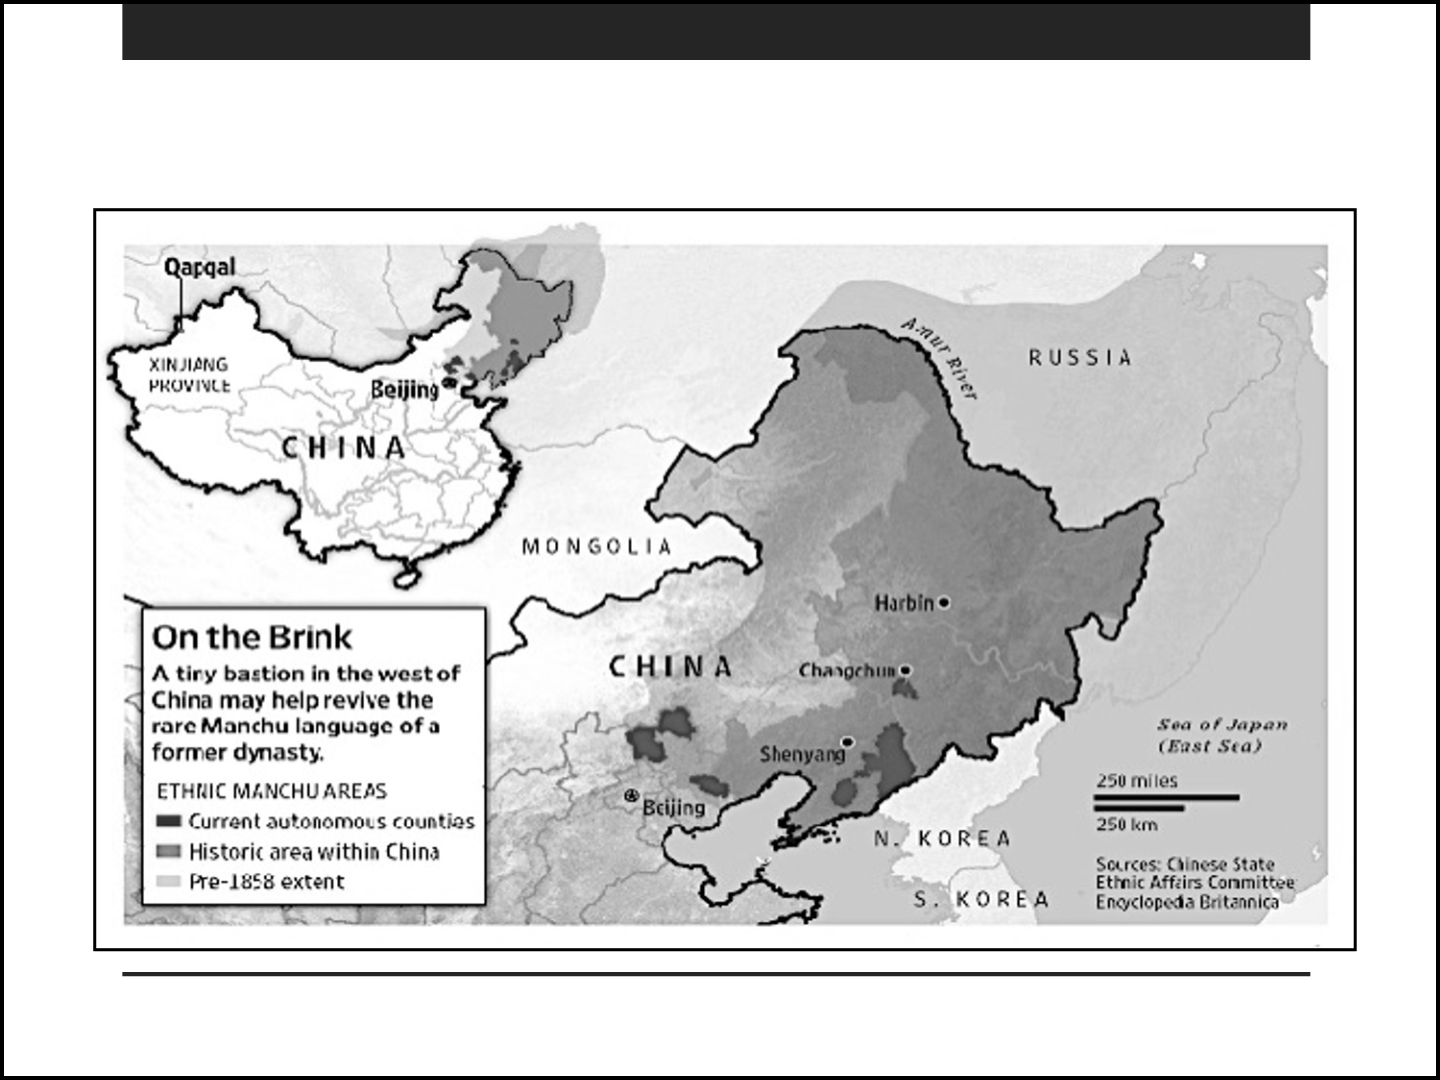 Qapqal
XINJIANG
PROVINCE
Beijing
CHINA
Amur River
RUSSIA
MONGOLIA
Harbin
CHINA
Changchun
Shenyang
Beijing
N. KOREA
S. KOREA
Sea of Japan
(East Sea)
250 miles
250 km
Sources: Chinese State
Ethnic Affairs Committee
Encyclopedia Britannica
On the Brink
A tiny bastion in the west of
China may help revive the
rare Manchu language of a
former dynasty.
ETHNIC MANCHU AREAS
Current autonomous counties
Historic area within China
Pre-1858 extent